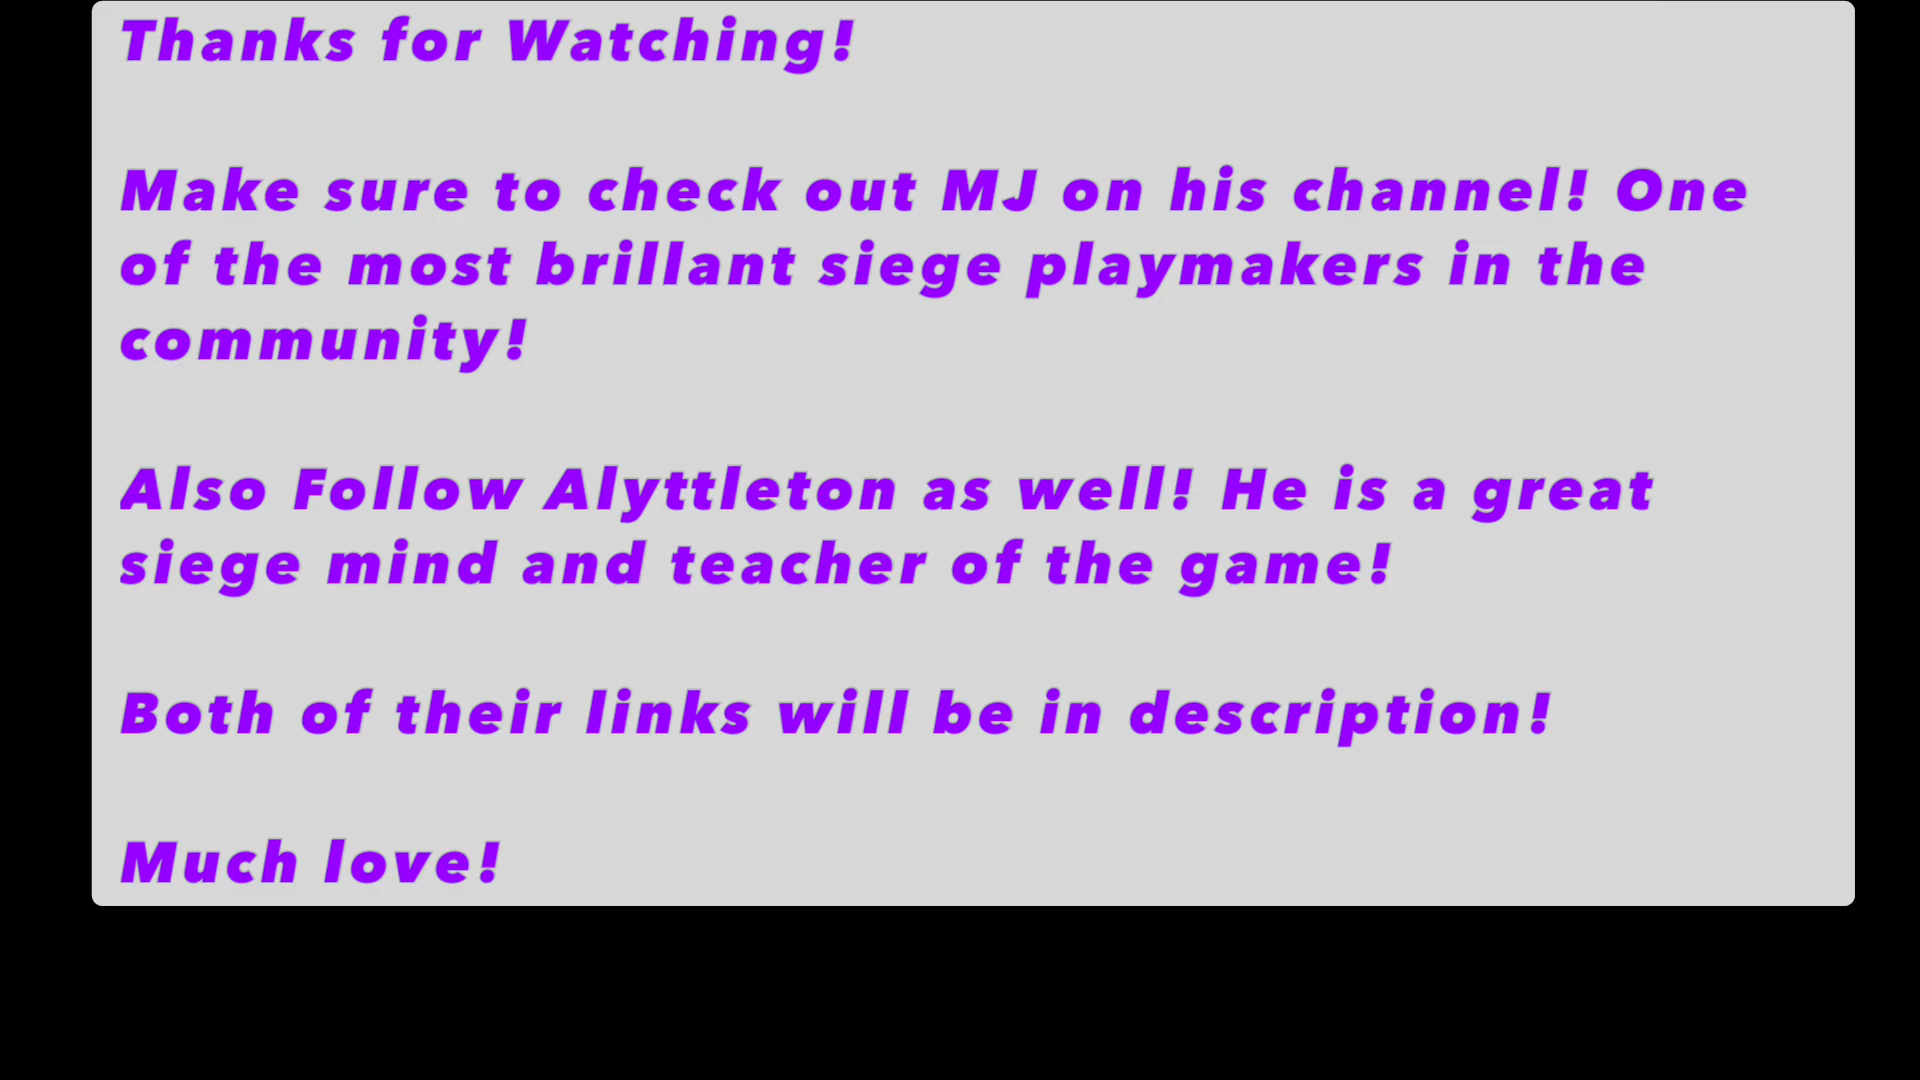 Thanks for Watching!
Make sure to check out MJ on his channel! One
of the most brillant siege playmakers in the
community!
Also Follow Alyttleton as well! He is a great
siege mind and teacher of the game!
Both of their links will be in description!
Much love!